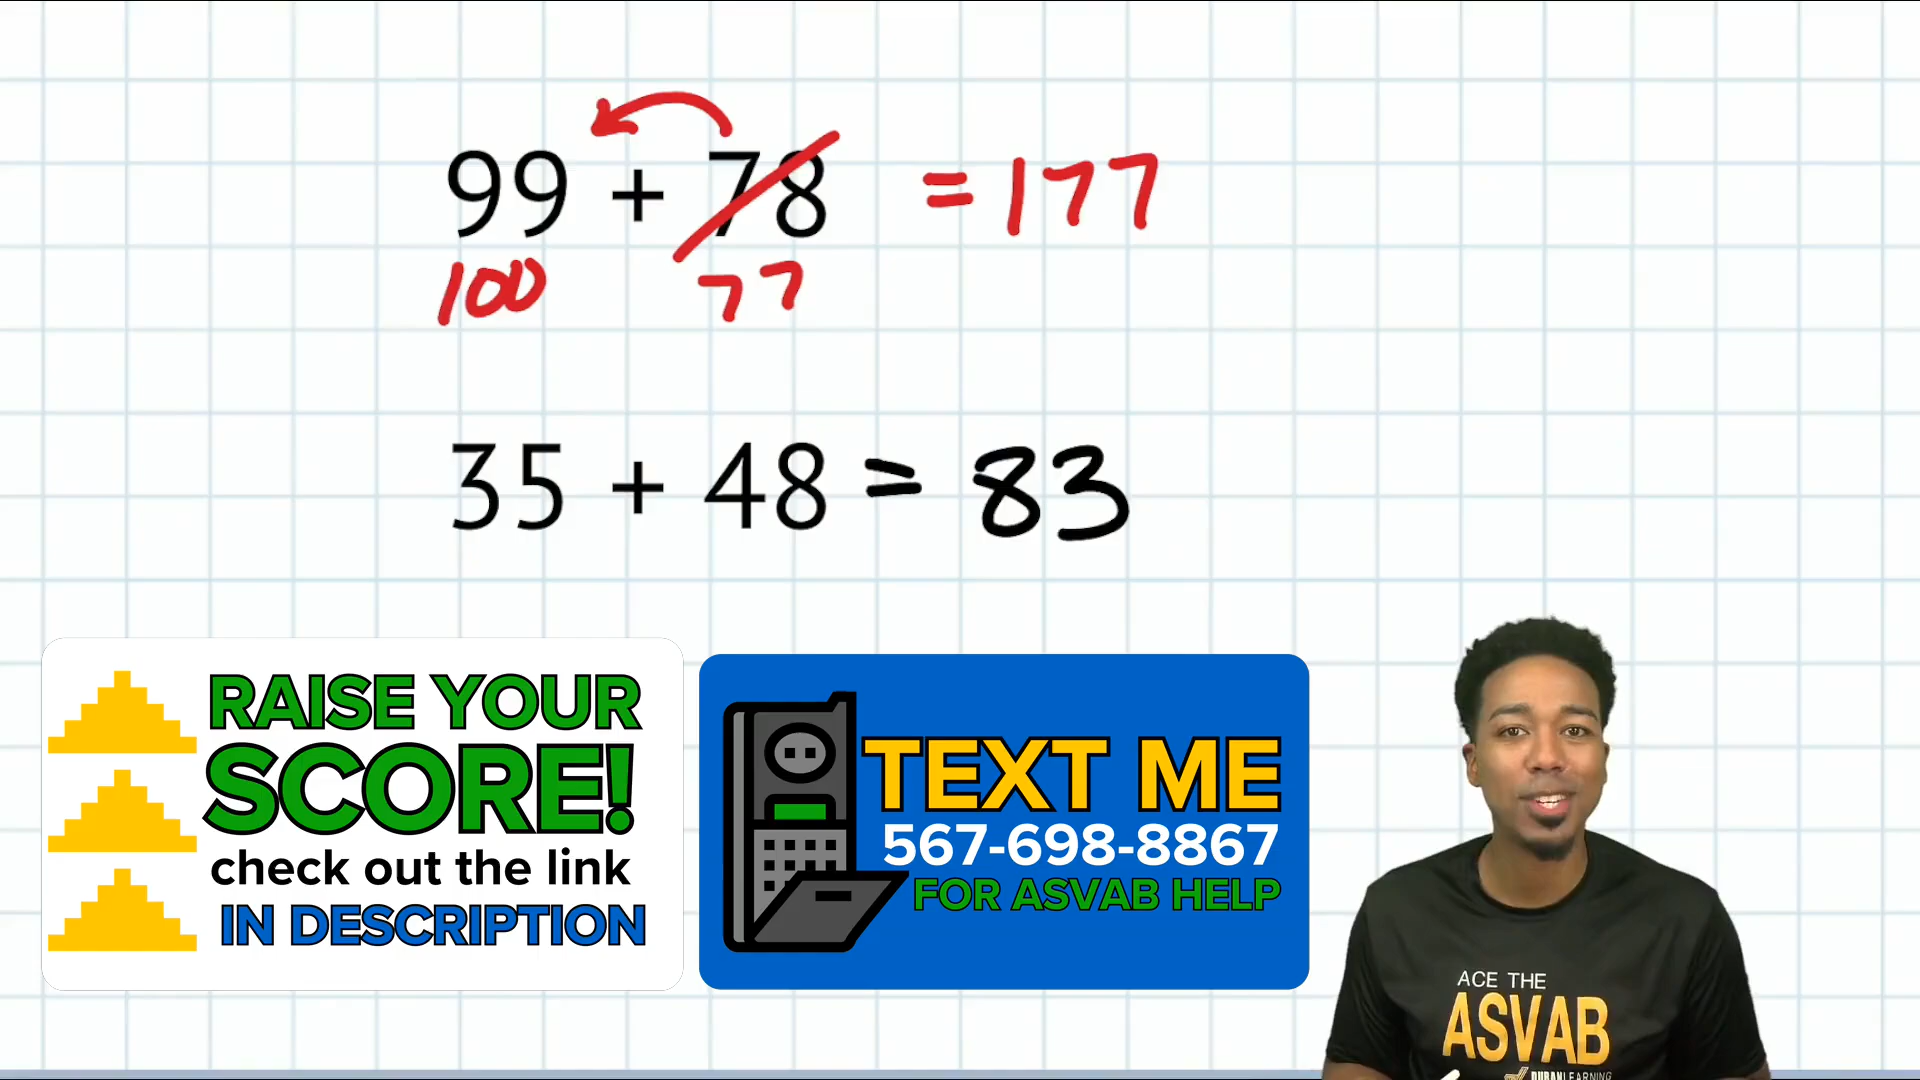 99 + 78 = 177
100 77
35 + 48 = 83
RAISE YOUR
SCORE!
check out the link
IN DESCRIPTION
TEXT ME
567-698-8867
FOR ASVAB HELP
ACE THE
ASVAB
DURANLEARNING